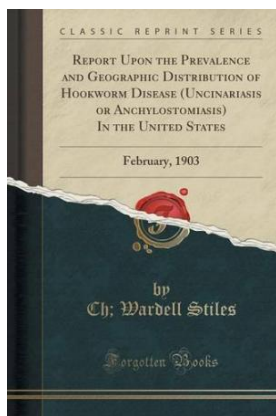 CLASSIC REPRINT SERIES
REPORT UPON THE PREVALENCE
AND GEOGRAPHIC DISTRIBUTION OF
HOOKWORM DISEASE (UNCINARIASIS
OR ANCHYLOSTOMIASIS)
IN THE UNITED STATES
February, 1903
by
Ch; Wardell Stiles
Forgotten Books